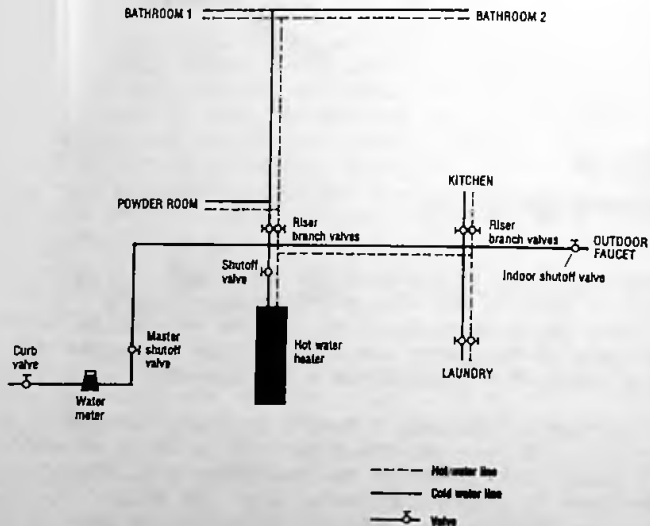 BATHROOM 1
BATHROOM 2
POWDER ROOM
KITCHEN
Riser
branch valves
Riser
branch valves
OUTDOOR
FAUCET
Shutoff
valve
Indoor shutoff valve
Master
shutoff
valve
Hot water
heater
Curb
valve
Water
meter
LAUNDRY
Hot water line
Cold water line
Valve